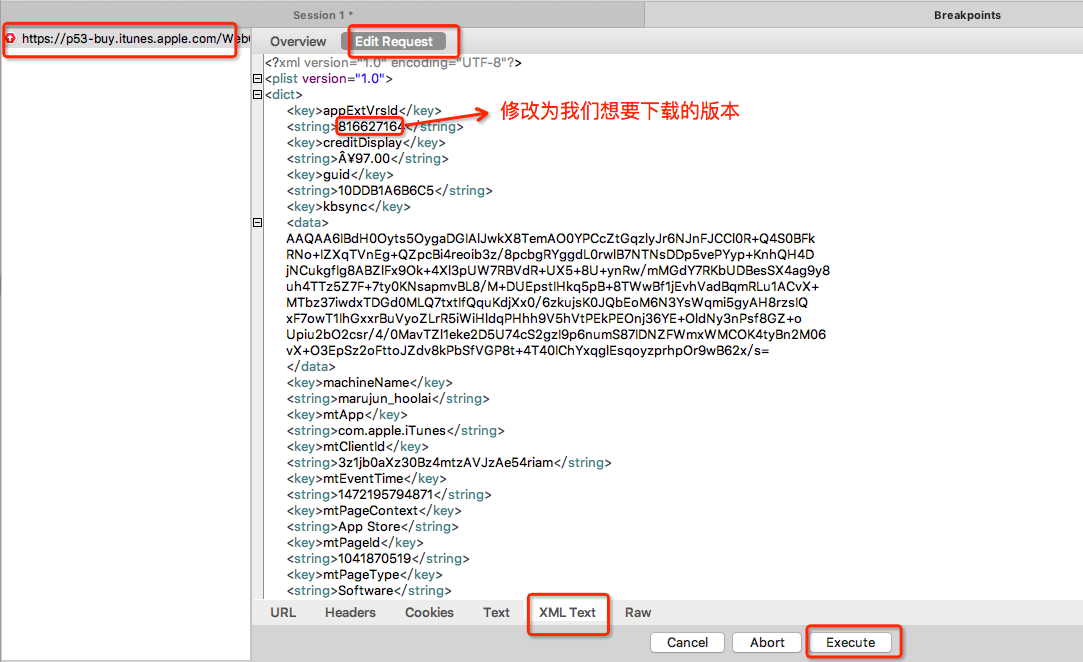 Session 1 *
Breakpoints
https://p53-buy.itunes.apple.com/We
Overview
Edit Request
<?xml version="1.0" encoding="UTF-8"?>
<plist version="1.0">
<dict>
<key>appExtVrsId</key>
修改为我们想要下载的版本
<string>816627164</string>
<key>creditDisplay</key>
<string>Â¥97.00</string>
<key>guid</key>
<string>10DDB1A6B6C5</string>
<key>kbsync</key>
<data>
AAQAA6lBdH0Oyts5OygaDGlAlJwkX8TemAO0YPCcZtGqzlyJr6NJnFJCCl0R+Q4S0BFk
RNo+lZXqTVnEg+QZpcBi4reoib3z/8pcbgRYggdL0rwlB7NTNsDDp5vePYyp+KnhQH4D
jNCukgflg8ABZlFx9Ok+4Xl3pUW7RBVdR+UX5+8U+ynRw/mMGdY7RKbUDBesSX4ag9y8
uh4TTz5Z7F+7ty0KNsapmvBL8/M+DUEpstlHkq5pB+8TWwBf1jEvhVadBqmRLu1ACvX+
MTbz37iwdxTDGd0MLQ7txtlfQquKdjXx0/6zkujsK0JQbEoM6N3YsWqmi5gyAH8rzslQ
xF7owT1lhGxxrBuVyoZLrR5iWiHldqPHhh9V5hVtPEkPEOnj36YE+OldNy3nPsf8GZ+o
Upiu2bO2csr/4/0MavTZl1eke2D5U74cS2gzl9p6numS87lDNZFWmxWMCOK4tyBn2M06
vX+O3EpSz2oFttoJZdv8kPbSfVGP8t+4T40lChYxqglEsqoyzprhpOr9wB62x/s=
</data>
<key>machineName</key>
<string>marujun_hoolai</string>
<key>mtApp</key>
<string>com.apple.iTunes</string>
<key>mtClientId</key>
<string>3z1jb0aXz30Bz4mtzAVJzAe54riam</string>
<key>mtEventTime</key>
<string>1472195794871</string>
<key>mtPageContext</key>
<string>App Store</string>
<key>mtPageId</key>
<string>1041870519</string>
<key>mtPageType</key>
<string>Software</string>
URL
Headers
Cookies
Text
XML Text
Raw
Cancel
Abort
Execute